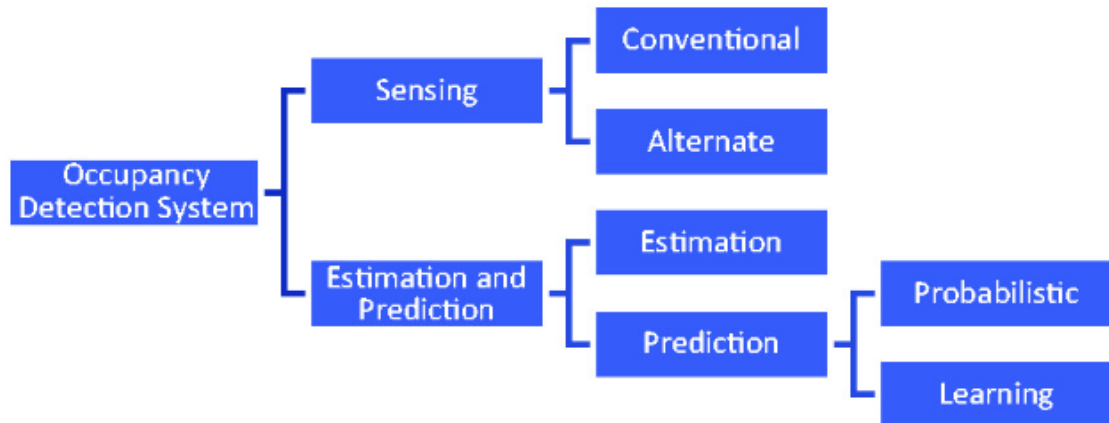 Conventional
Sensing
Alternate
Occupancy
Detection System
Estimation
Estimation and
Prediction
Probabilistic
Prediction
Learning